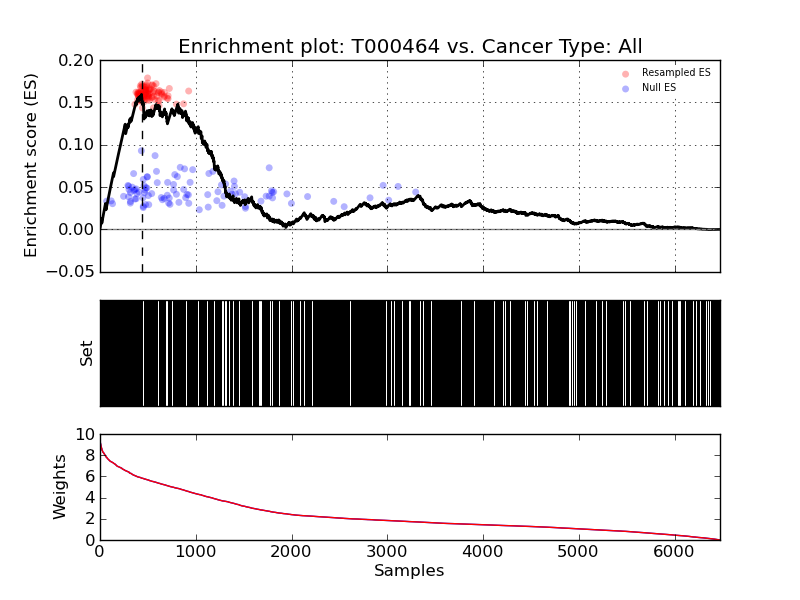 Enrichment plot: T000464 vs. Cancer Type: All
Enrichment score (ES)
0.20
0.15
0.10
0.05
0.00
−0.05
Resampled ES
Null ES
Set
Weights
10
8
6
4
2
0
0 1000 2000 3000 4000 5000 6000
Samples